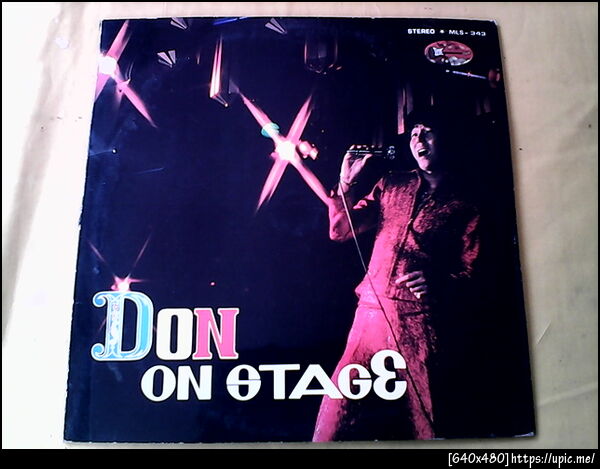 STEREO ● MLS-343
DON
ON STAGE
[640x480]https://upic.me/